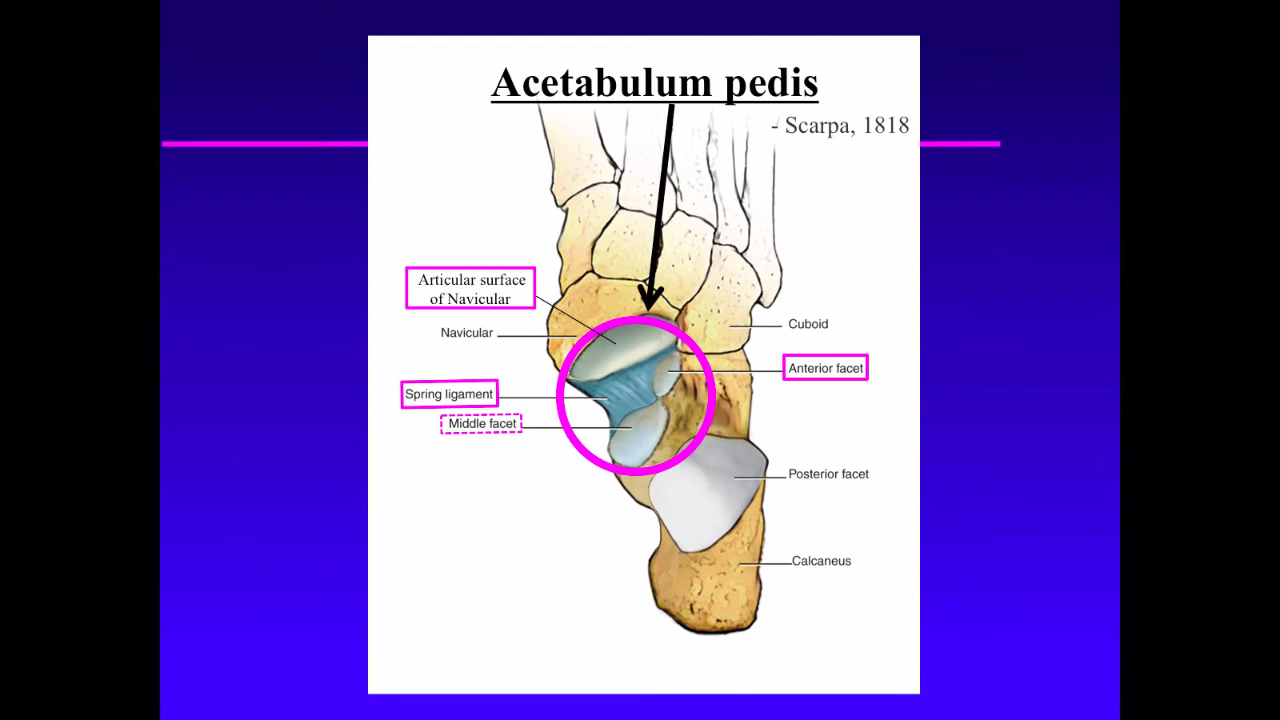 Acetabulum pedis
- Scarpa, 1818
Articular surface
of Navicular
Navicular
Cuboid
Anterior facet
Spring ligament
Middle facet
Posterior facet
Calcaneus